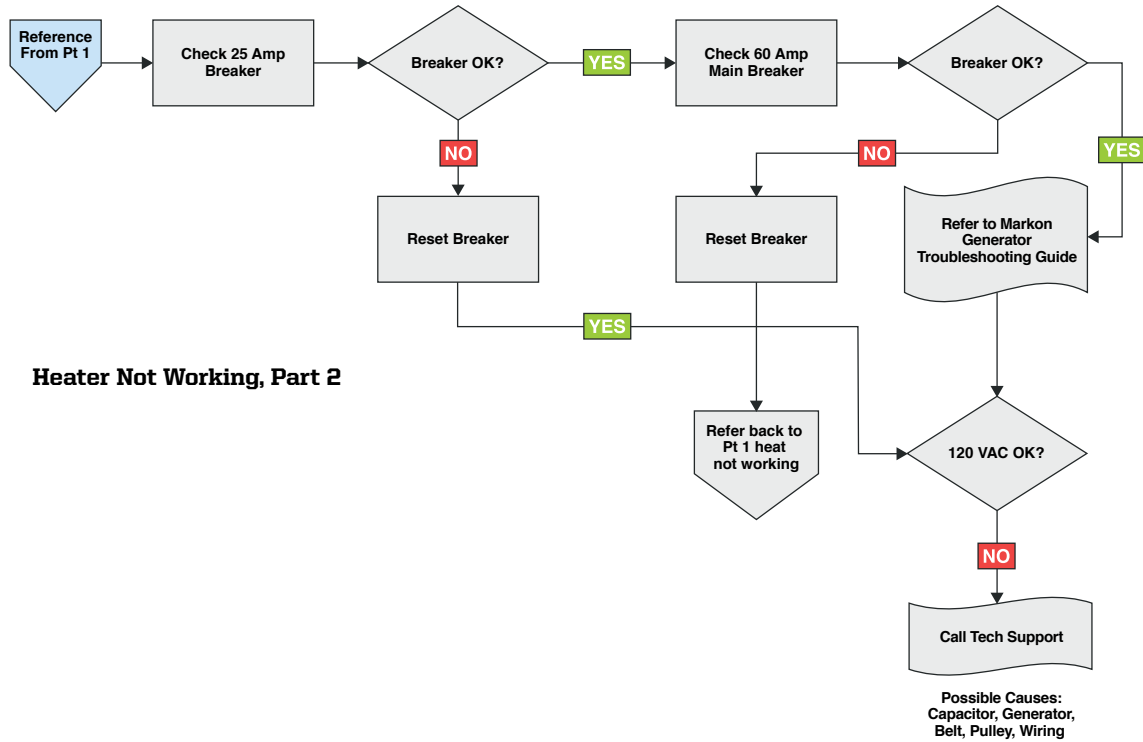 Reference
From Pt 1
Check 25 Amp
Breaker
Breaker OK?
YES
Check 60 Amp
Main Breaker
Breaker OK?
NO
NO
YES
Reset Breaker
Reset Breaker
Refer to Markon
Generator
Troubleshooting Guide
YES
Heater Not Working, Part 2
Refer back to
Pt 1 heat
not working
120 VAC OK?
NO
Call Tech Support
Possible Causes:
Capacitor, Generator,
Belt, Pulley, Wiring